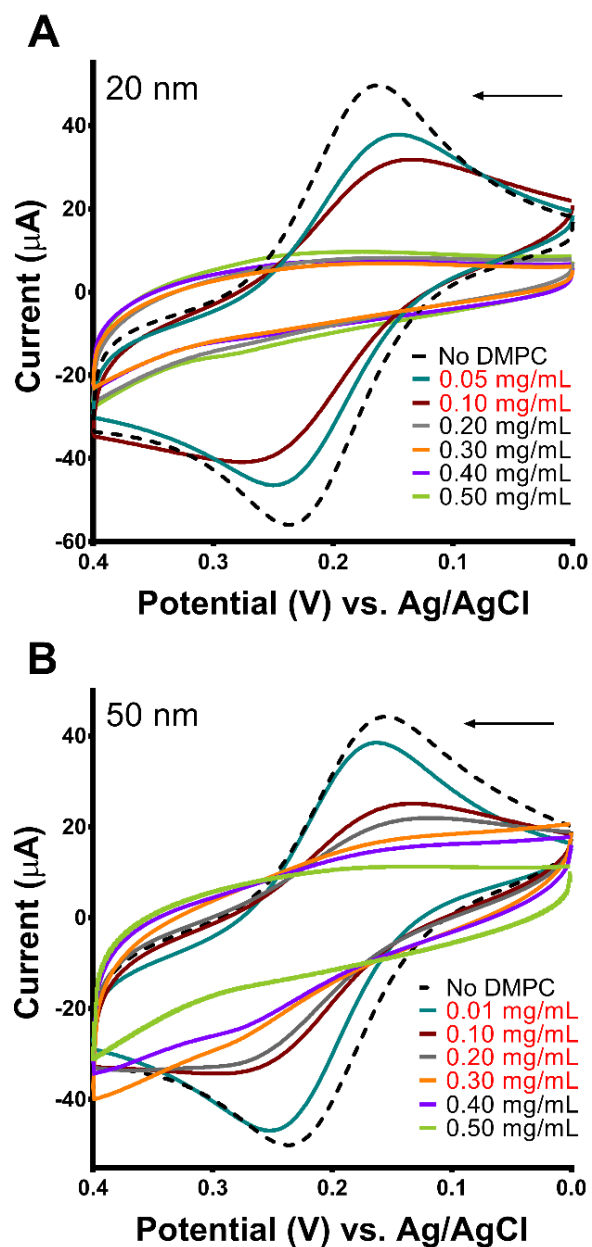 A
20 nm
40
20
0
-20
-40
-60
Current (μA)
No DMPC
0.05 mg/mL
0.10 mg/mL
0.20 mg/mL
0.30 mg/mL
0.40 mg/mL
0.50 mg/mL
0.4 0.3 0.2 0.1 0.0
Potential (V) vs. Ag/AgCl
B
50 nm
40
20
0
-20
-40
Current (μA)
No DMPC
0.01 mg/mL
0.10 mg/mL
0.20 mg/mL
0.30 mg/mL
0.40 mg/mL
0.50 mg/mL
0.4 0.3 0.2 0.1 0.0
Potential (V) vs. Ag/AgCl